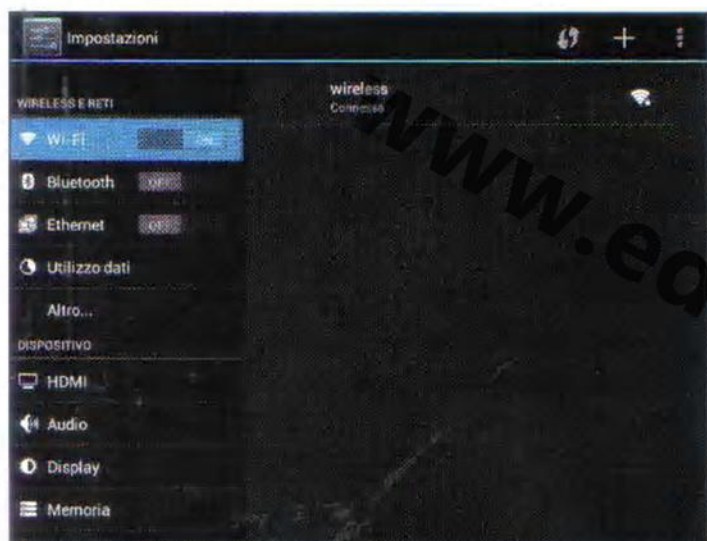 Impostazioni
WIRELESS E RETI
Wi-Fi ON
Bluetooth OFF
Ethernet OFF
Utilizzo dati
Altro...
DISPOSITIVO
HDMI
Audio
Display
Memoria
wireless
Connesso
www.ed